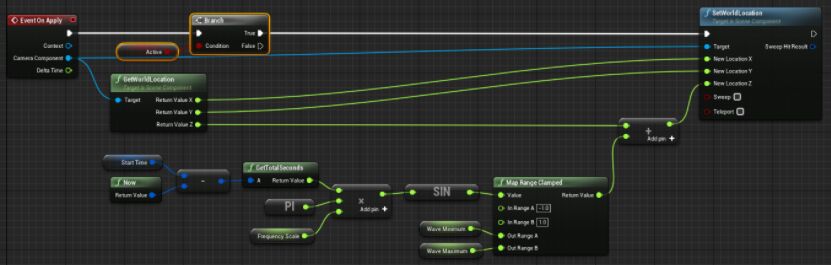 Event On Apply
Context
Camera Component
Delta Time
Branch
True
Condition
False
Active
SetWorldLocation
Target is Scene Component
Target
Sweep Hit Result
New Location X
New Location Y
New Location Z
Sweep
Teleport
GetWorldLocation
Target is Scene Component
Target
Return Value X
Return Value Y
Return Value Z
+
Add pin +
Start Time
Now
Return Value
-
GetTotalSeconds
A
Return Value
PI
Frequency Scale
×
Add pin +
SIN
Map Range Clamped
Value
Return Value
In Range A -1.0
In Range B 1.0
Out Range A
Out Range B
Wave Minimum
Wave Maximum